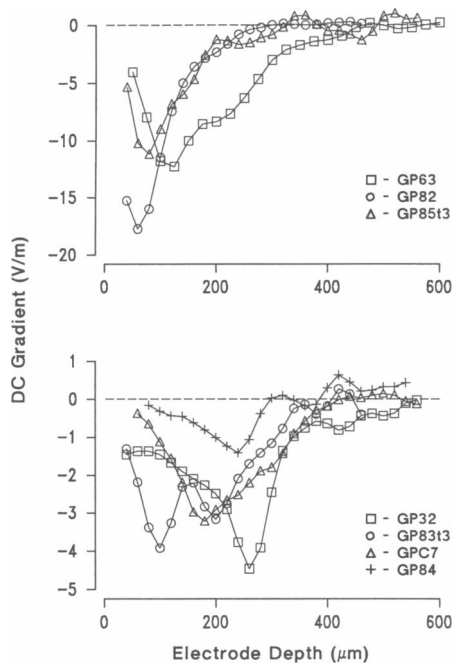 0
−5
−10
−15
−20
0 200 400 600
□ - GP63
○ - GP82
△ - GP85t3
DC Gradient (V/m)
1
0
−1
−2
−3
−4
−5
0 200 400 600
□ - GP32
○ - GP83t3
△ - GPC7
+ - GP84
Electrode Depth (μm)